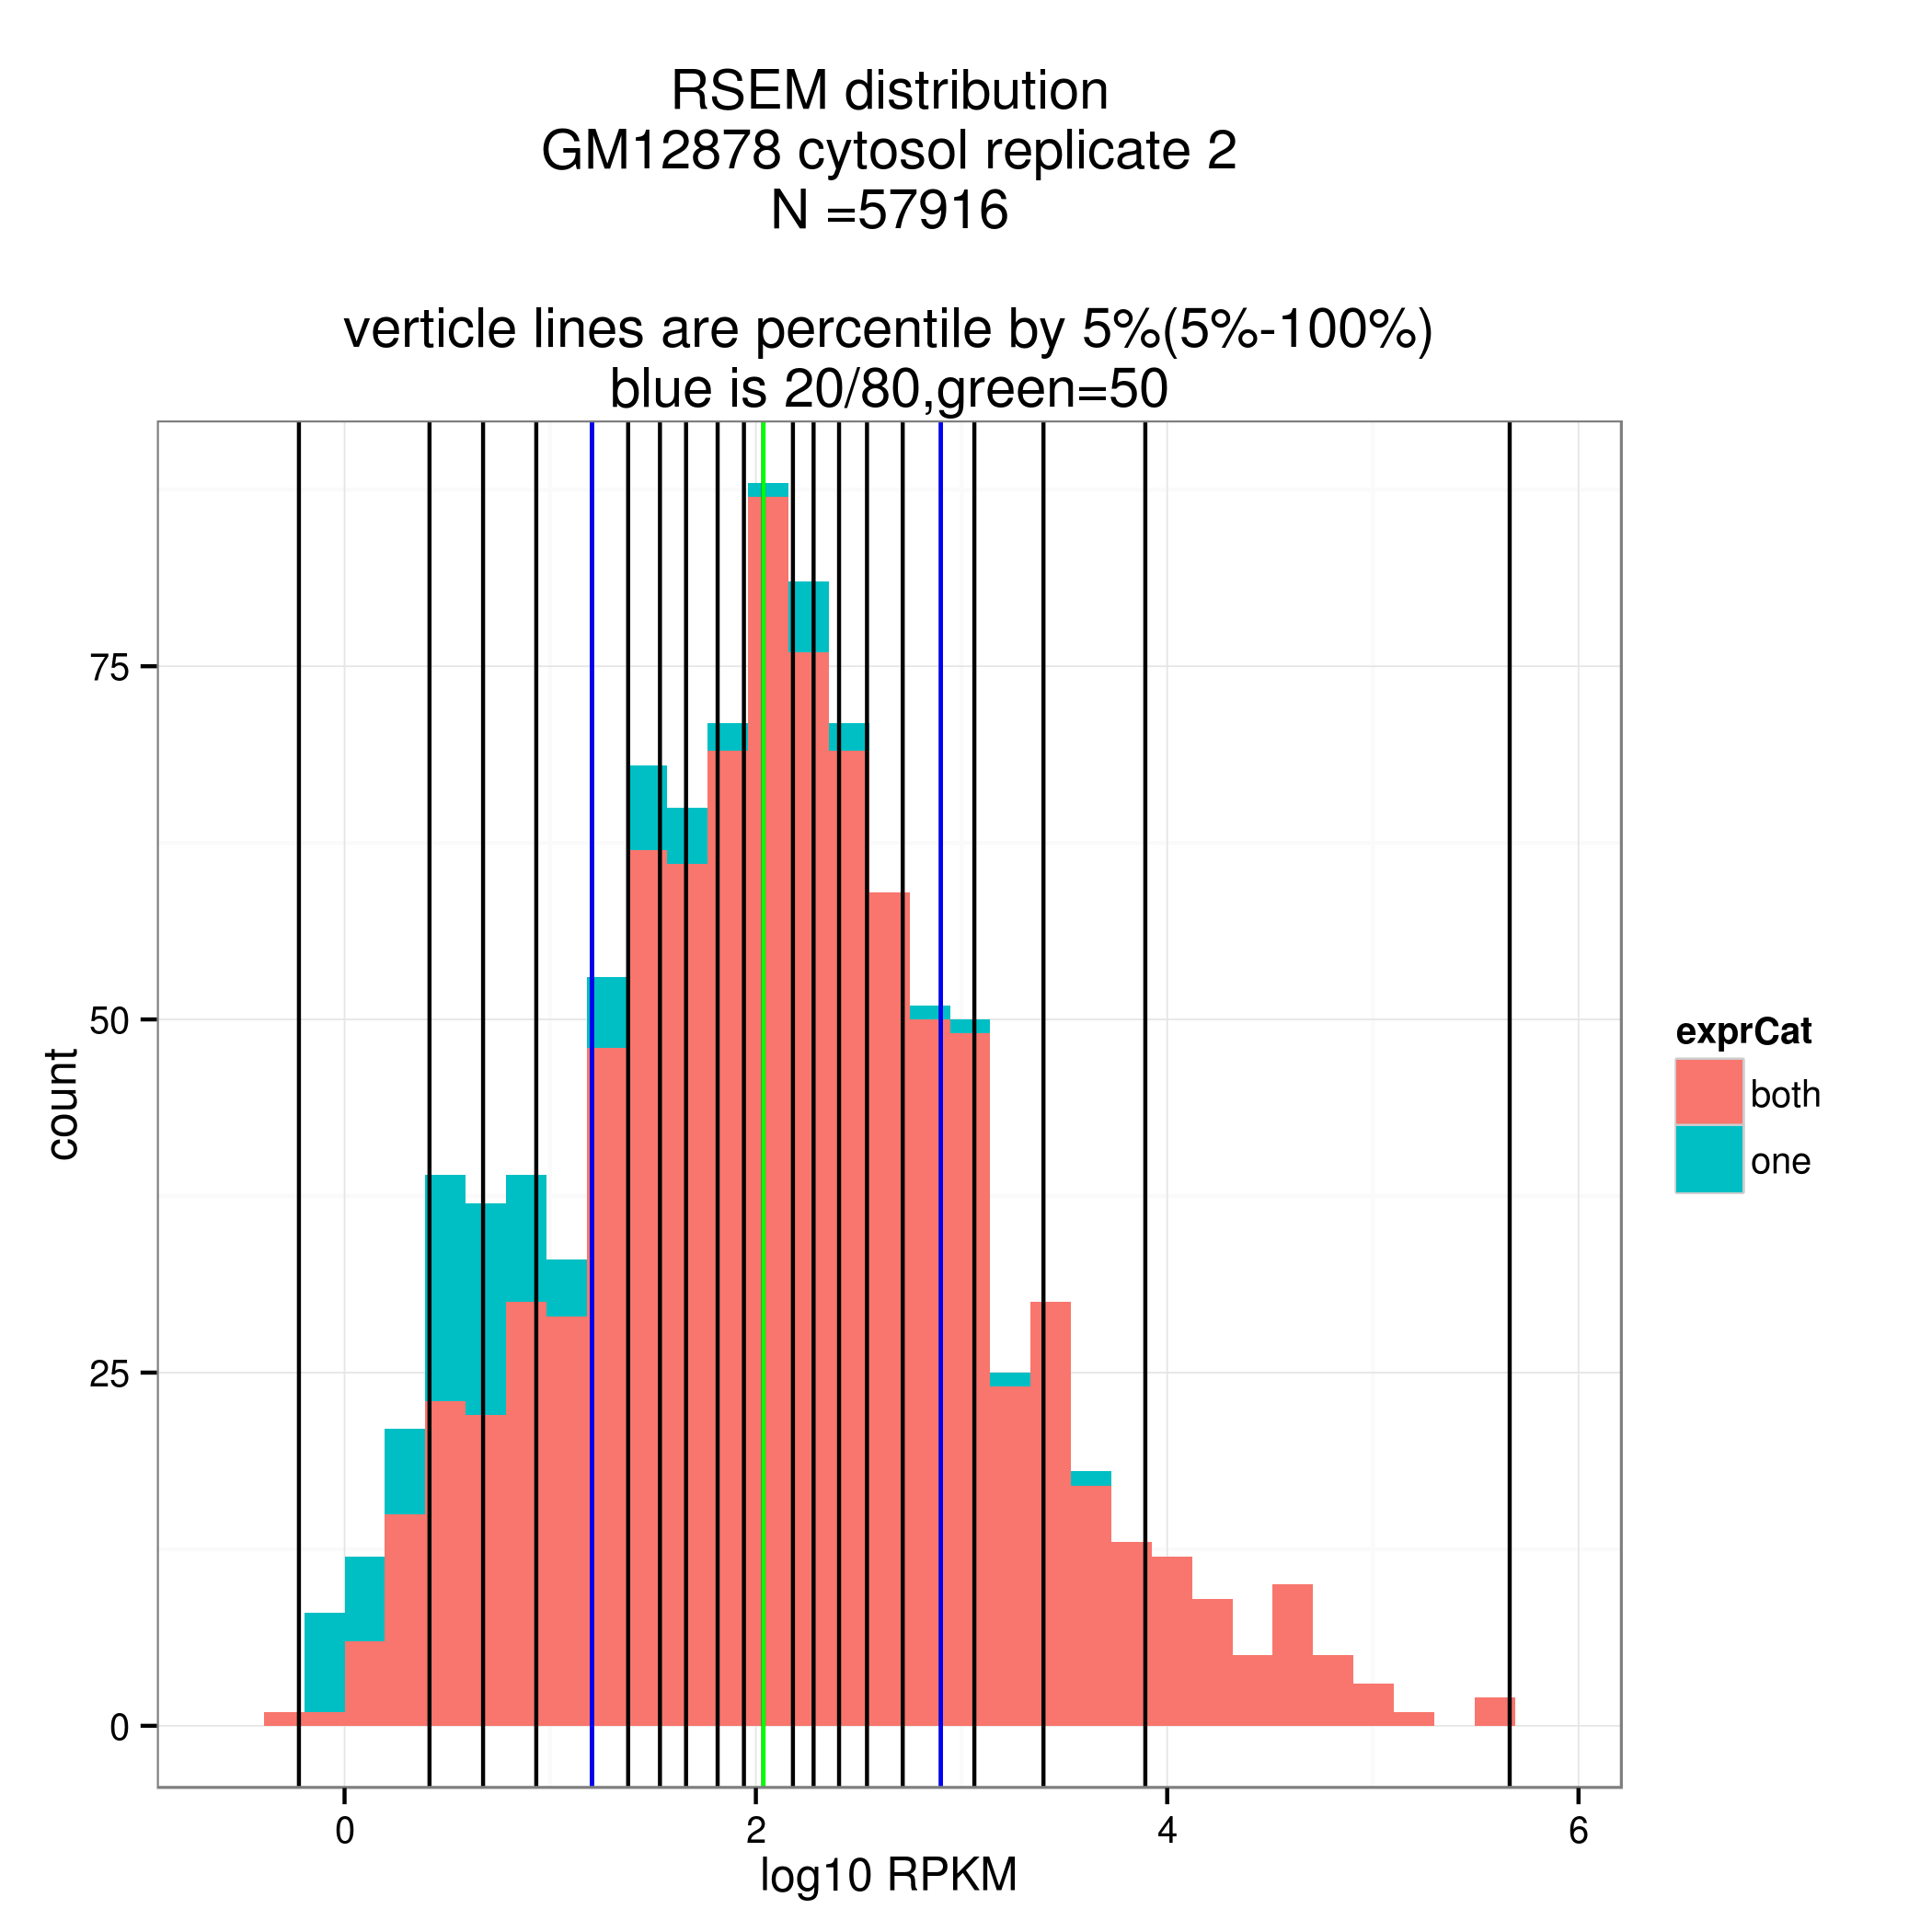 RSEM distribution
GM12878 cytosol replicate 2
N =57916
verticle lines are percentile by 5%(5%-100%)
blue is 20/80,green=50
75
50
25
0
count
0 2 4 6
log10 RPKM
exprCat
both
one